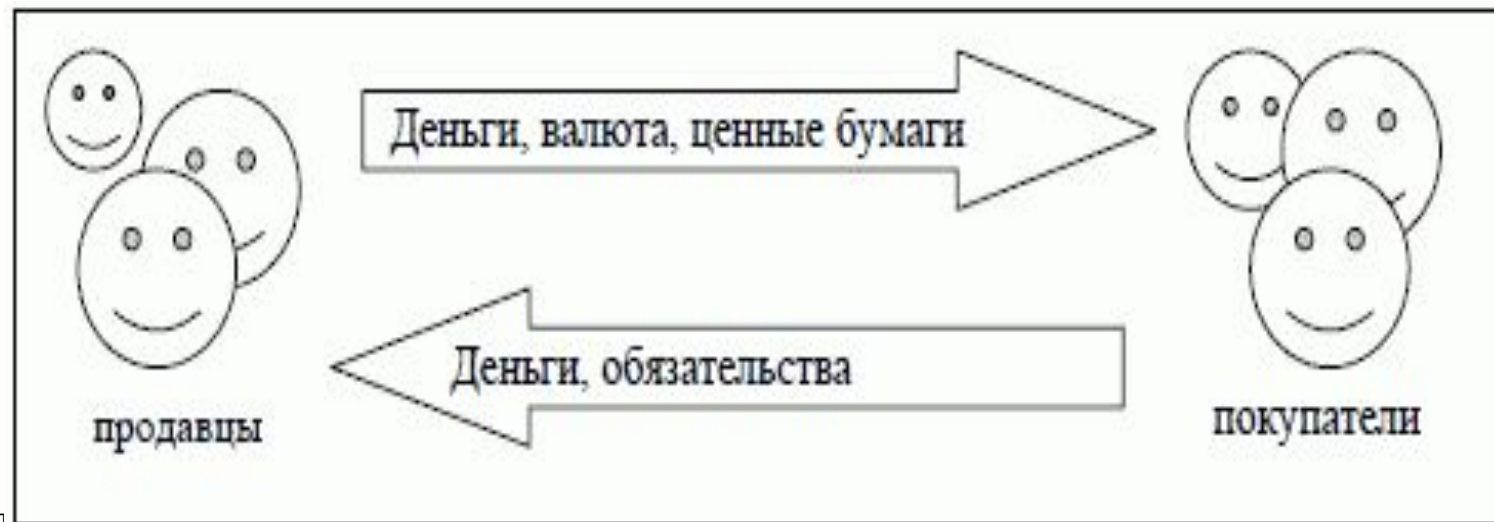 Деньги, валюта, ценные бумаги
Деньги, обязательства
продавцы
покупатели